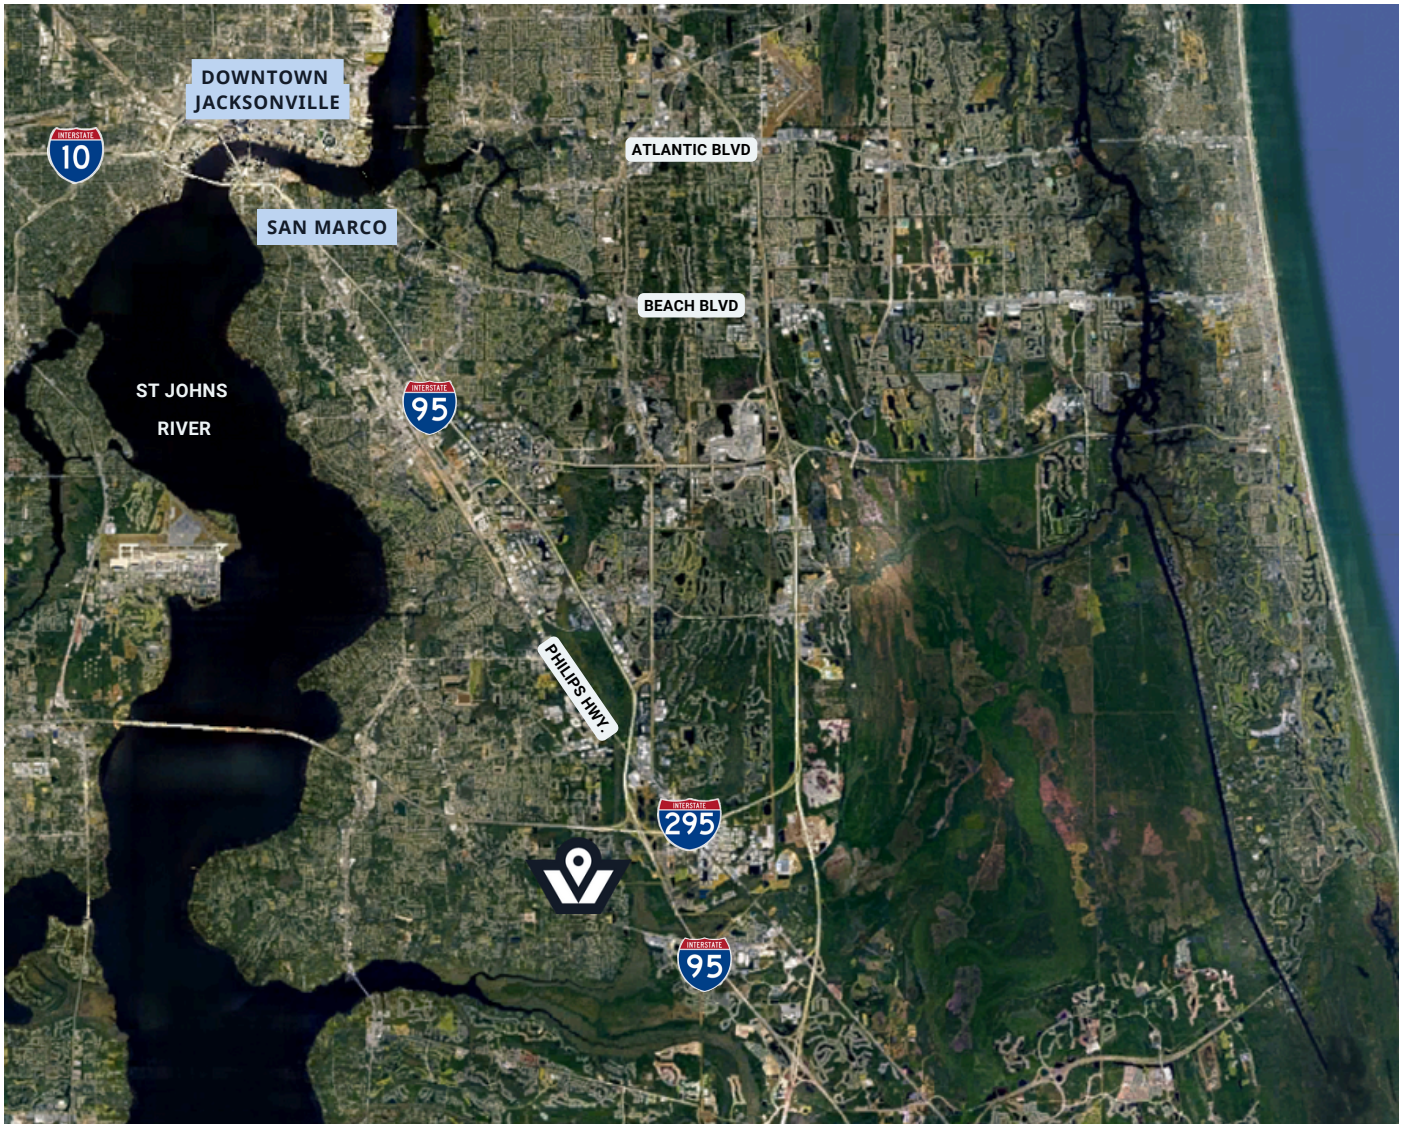 DOWNTOWN
JACKSONVILLE
INTERSTATE
10
ATLANTIC BLVD
SAN MARCO
BEACH BLVD
ST JOHNS
RIVER
INTERSTATE
95
PHILIPS HWY.
INTERSTATE
295
INTERSTATE
95